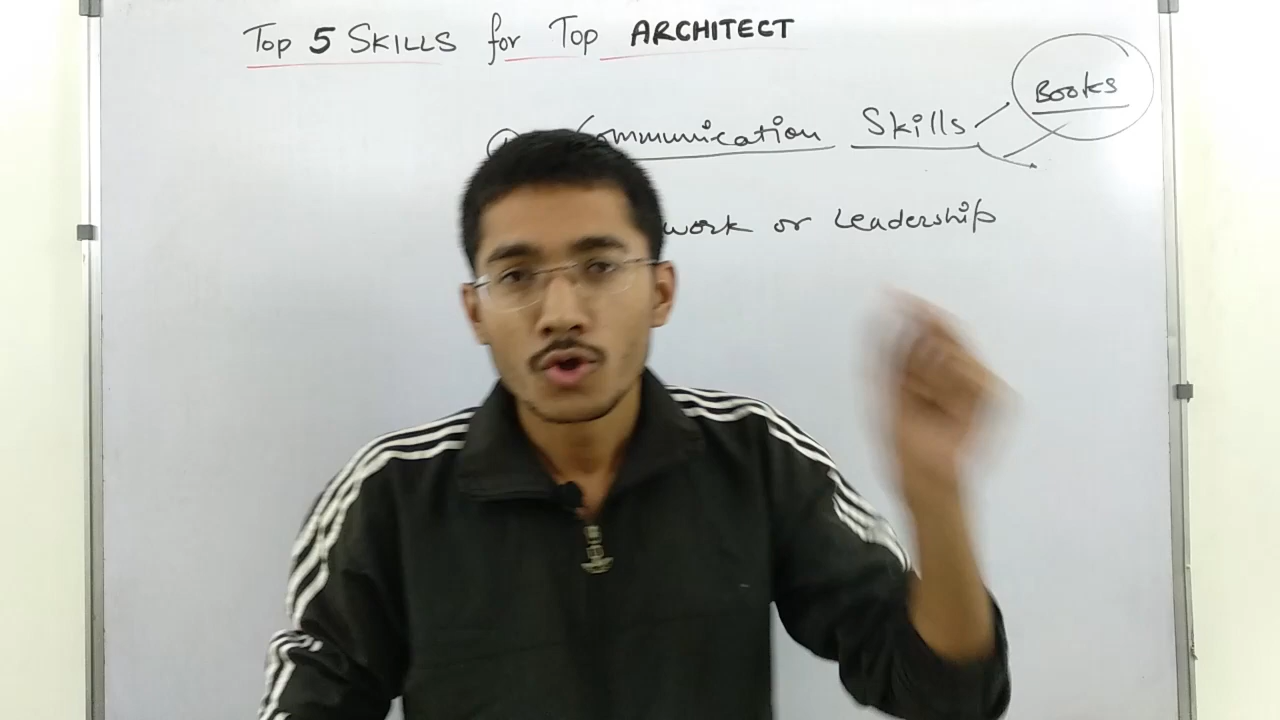 Top 5 SKILLS for Top ARCHITECT
Books
Communication Skills
work or Leadership